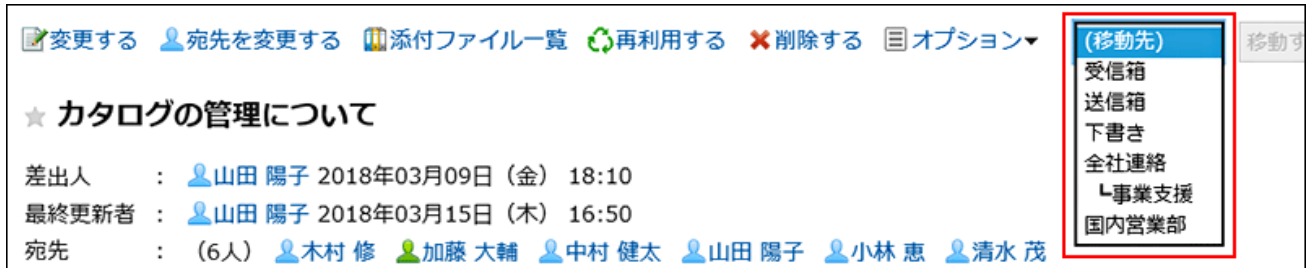 変更する 宛先を変更する 添付ファイル一覧 再利用する 削除する オプション▼ (移動先) 移動す
受信箱
送信箱
下書き
全社連絡
┗事業支援
国内営業部
★ カタログの管理について
差出人 : 山田 陽子 2018年03月09日（金） 18:10
最終更新者 : 山田 陽子 2018年03月15日（木） 16:50
宛先 : （6人） 木村 修 加藤 大輔 中村 健太 山田 陽子 小林 恵 清水 茂